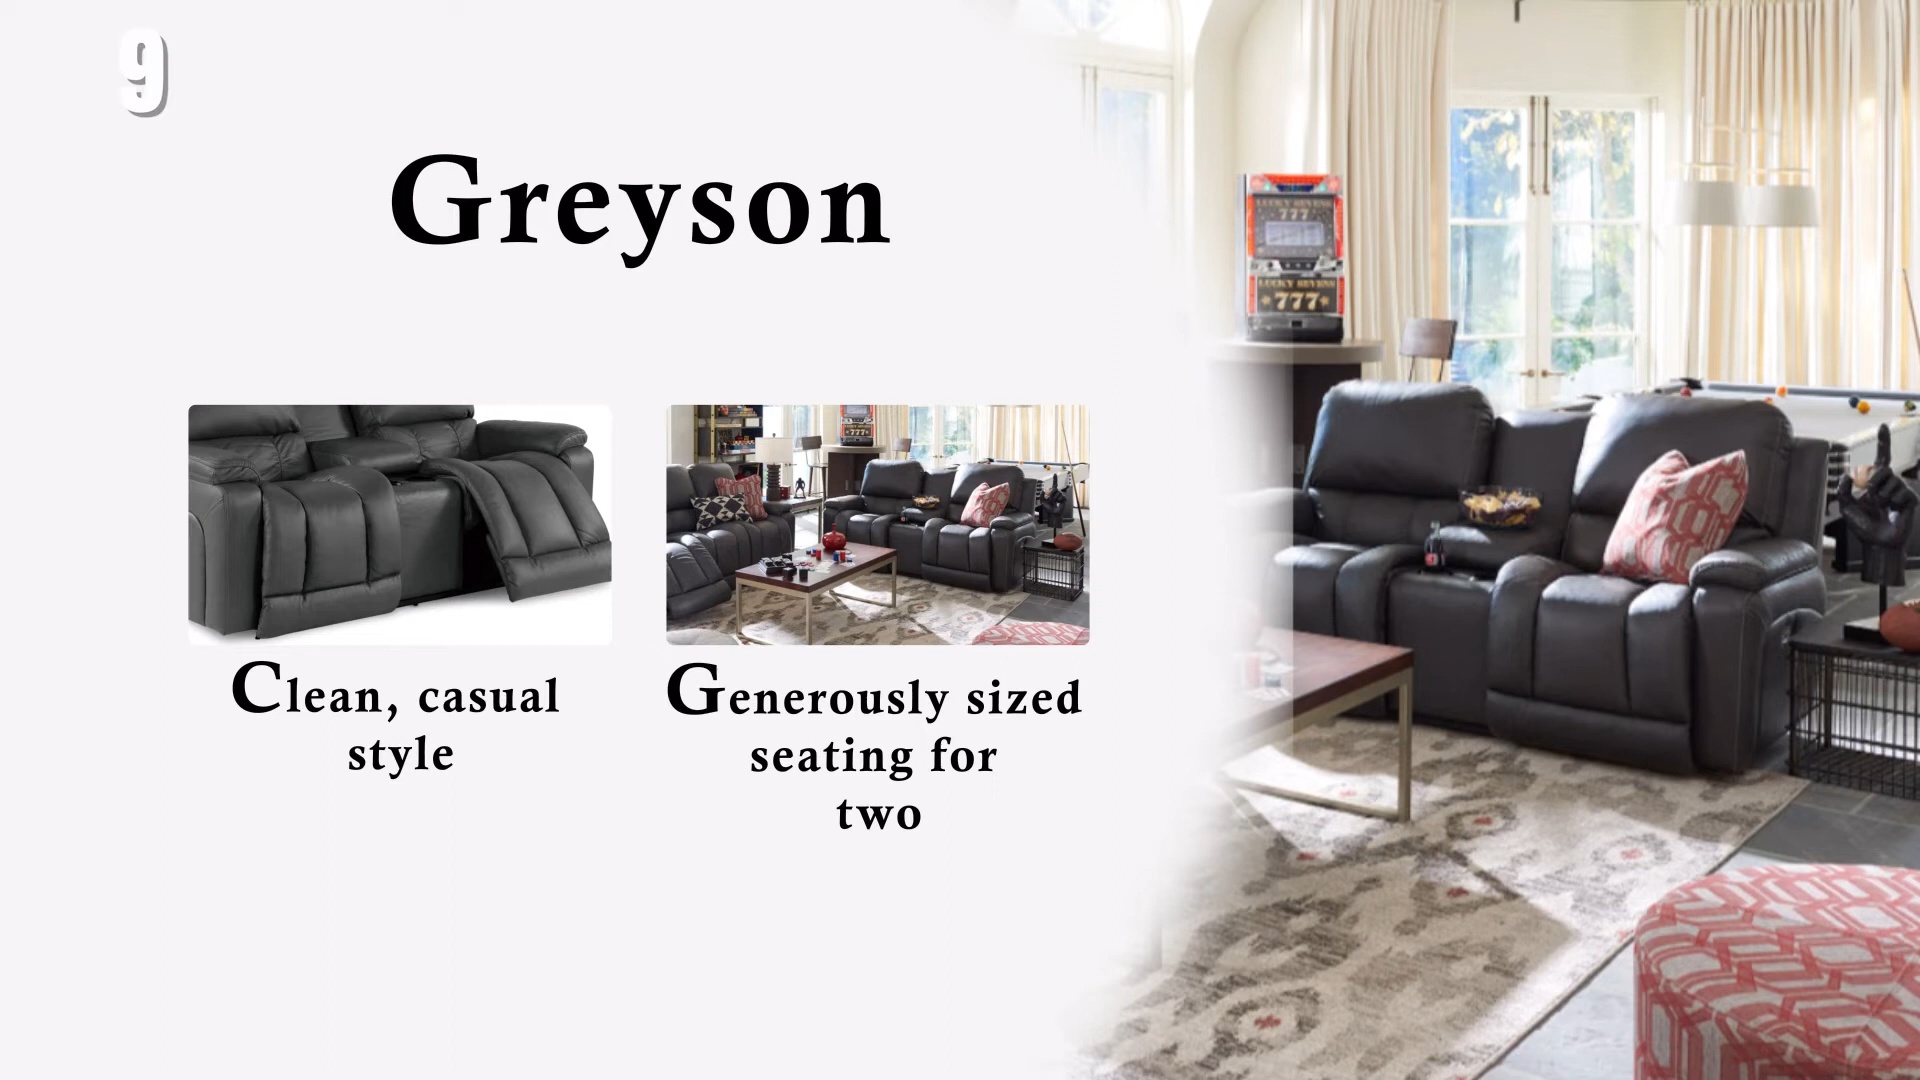 9
Greyson
Clean, casual
style
Generously sized
seating for
two
LUCKY SEVENS
777
LUCKY SEVENS
777